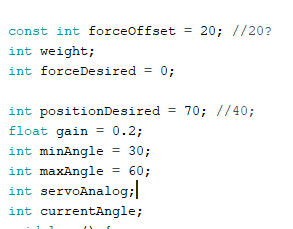 const int forceOffset = 20; //20?
int weight;
int forceDesired = 0;
int positionDesired = 70; //40;
float gain = 0.2;
int minAngle = 30;
int maxAngle = 60;
int servoAnalog;
int currentAngle;